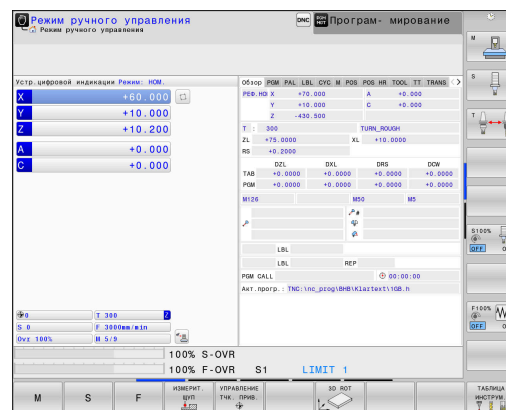 Режим ручного управления
Режим ручного управления
DNC
Програм- мирование
Устр.цифровой индикации Режим: НОМ.
X +60.000
Y +10.000
Z +10.200
A +0.000
C +0.000
Обзор PGM PAL LBL CYC M POS POS HR TOOL TT TRANS
РЕФ.НОМ X +70.000 A +0.000
Y +10.000 C +0.000
Z -430.500
T : 300 TURN_ROUGH
ZL +75.0000 XL +10.0000
RS +0.2000
DZL DXL DRS DCW
TAB +0.0000 +0.0000 +0.0000 +0.0000
PGM +0.0000 +0.0000 +0.0000 +0.0000
M126 M50 M5
LBL
LBL REP
PGM CALL 00:00:00
Акт.прогр.: TNC:\nc_prog\BHB\Klartext\1GB.h
0 T 300 Z
S 0 F 3000mm/min
Ovr 100% M 5/9
100% S-OVR
100% F-OVR S1 LIMIT 1
M
S
F
ИЗМЕРИТ. ЩУП
УПРАВЛЕНИЕ ТЧК. ПРИВ.
3D ROT
ТАБЛИЦА ИНСТРУМ.
M
S
T
S100%
OFF
F100%
OFF